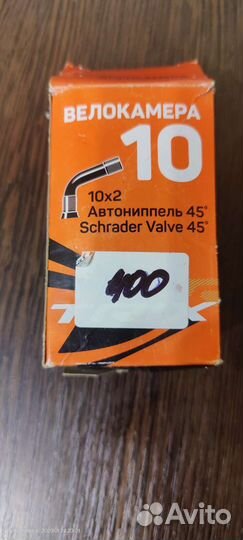 ВЕЛОКАМЕРА
10
10x2
Автониппель 45°
Schrader Valve 45°
400
Avito